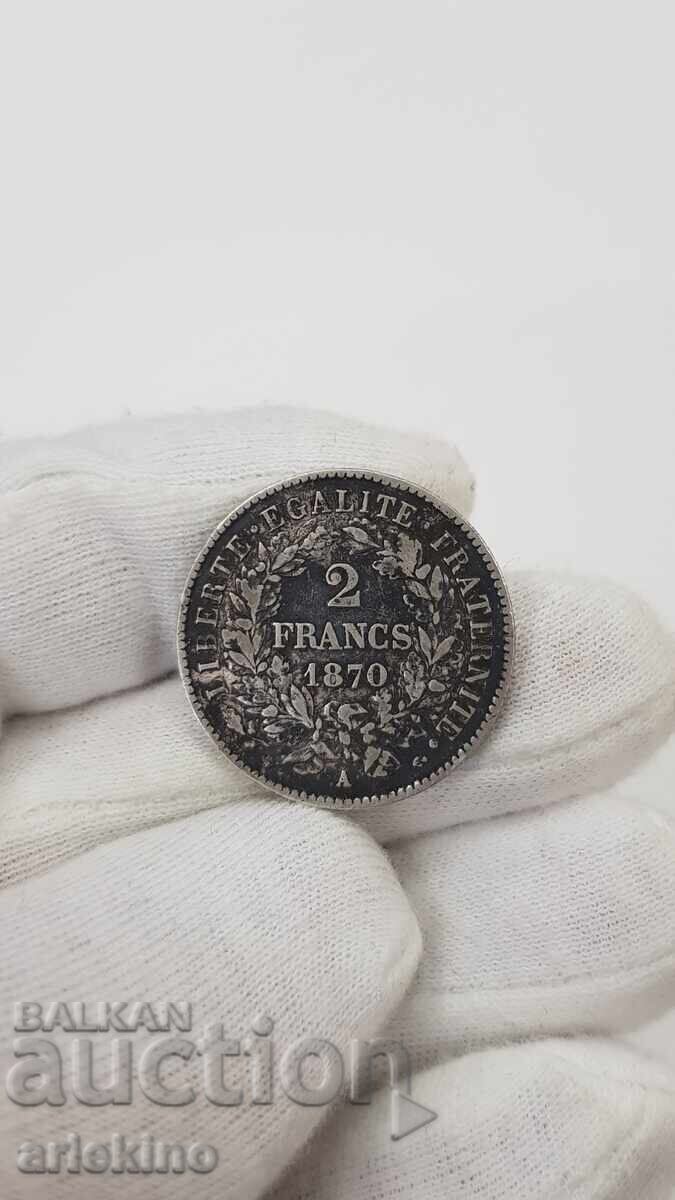 LIBERTE · EGALITE · FRATERNITE
2
FRANCS
1870
A
BALKAN
auction
arlekino